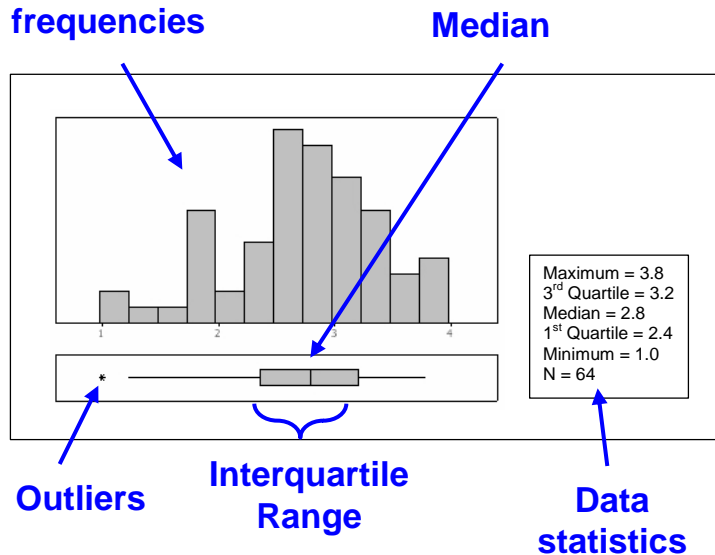 frequencies
Median
1
2
3
4
Maximum = 3.8
3rd Quartile = 3.2
Median = 2.8
1st Quartile = 2.4
Minimum = 1.0
N = 64
*
Outliers
Interquartile
Range
Data
statistics